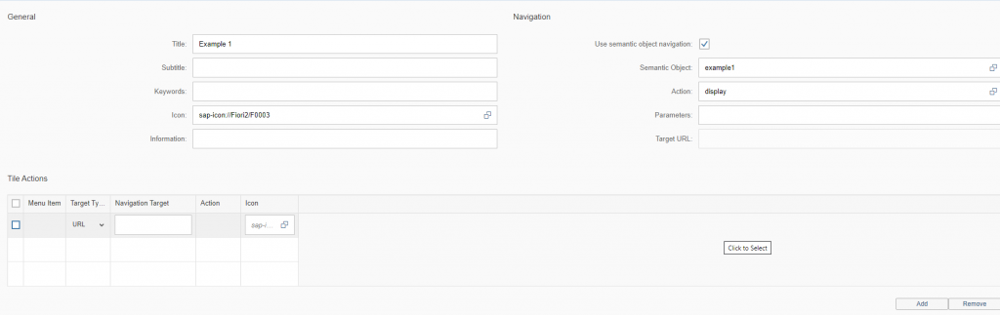 General
Navigation
Title: Example 1
Use semantic object navigation:
Subtitle:
Semantic Object: example1
Keywords:
Action: display
Icon: sap-icon://Fiori2/F0003
Parameters:
Information:
Target URL:
Tile Actions
Menu Item Target Ty... Navigation Target Action Icon
URL sap-/...
Click to Select
Add Remove